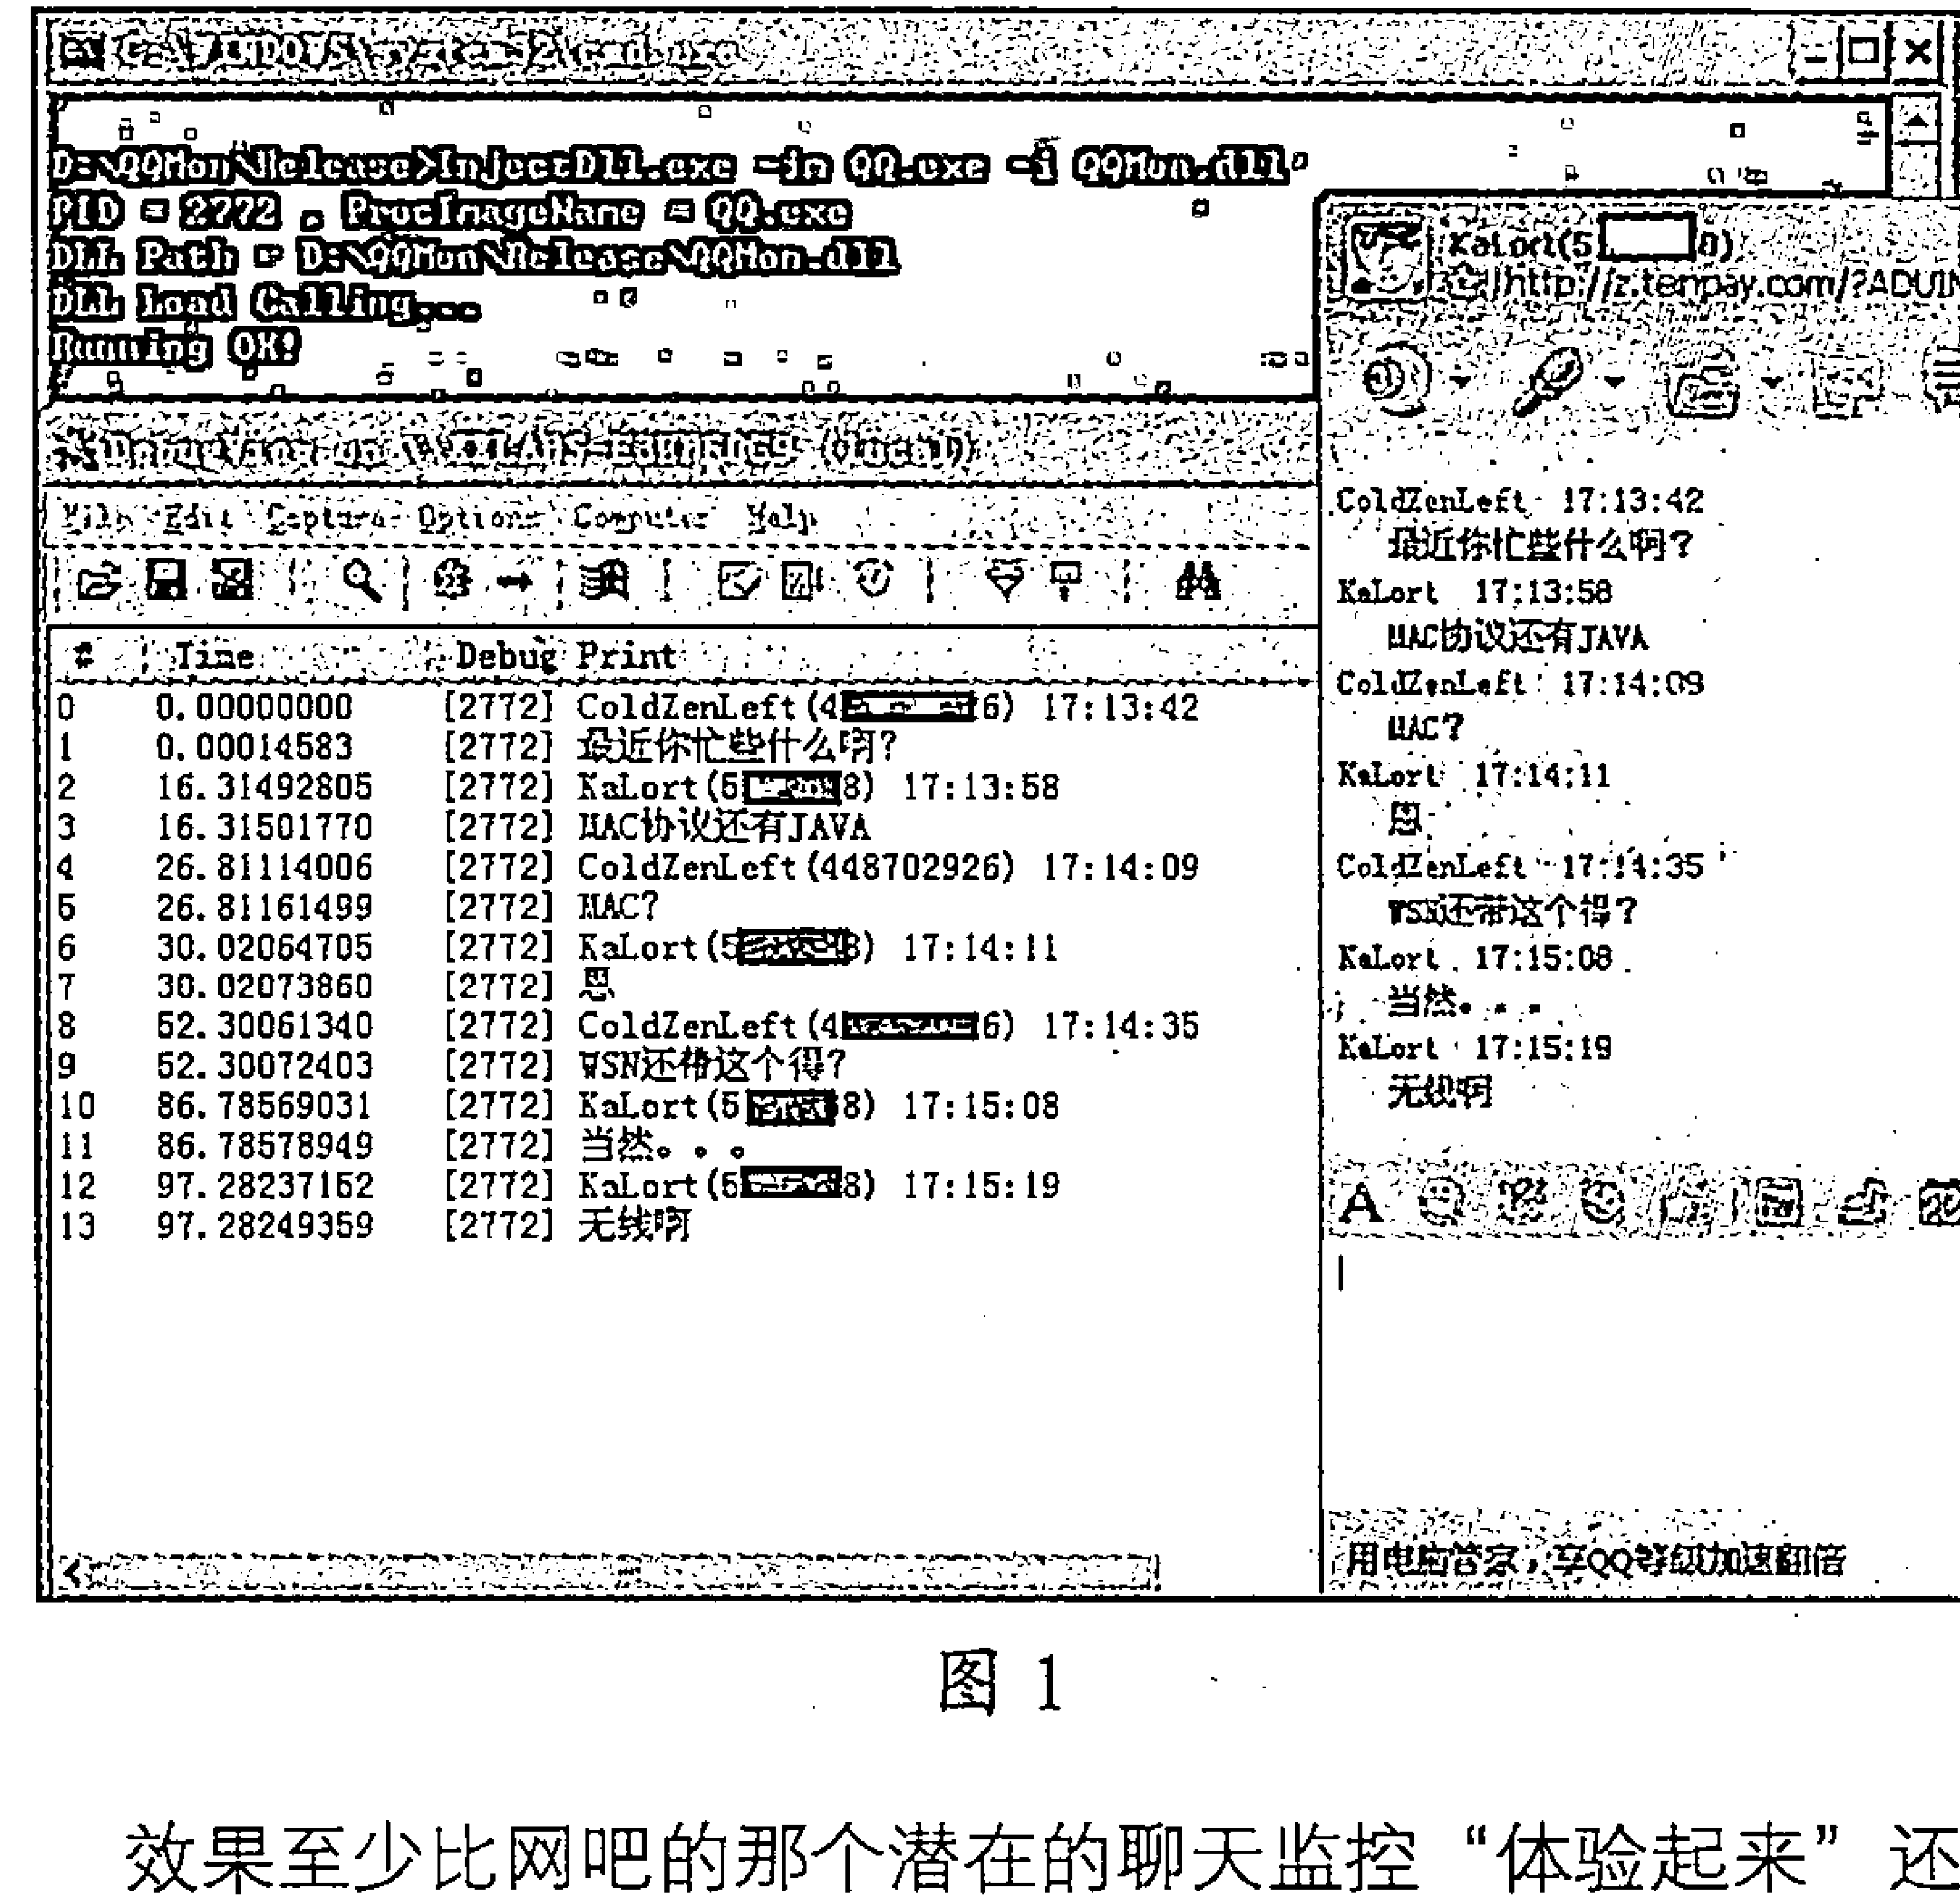 C:\WINDOWS\system32\cmd.exe
D:\QQMon\Release>InjectDll.exe -in QQ.exe -i QQMon.dll
PID = 2772 , ProcImageName = QQ.exe
DLL Path = D:\QQMon\Release\QQMon.dll
DLL Load Calling...
Running OK!
DebugView on (local)
File Edit Capture Options Computer Help
# Time Debug Print
0 0.00000000 [2772] ColdZenLeft(4 6) 17:13:42
1 0.00014583 [2772] 最近你忙些什么啊?
2 16.31492805 [2772] KaLort(5 8) 17:13:58
3 16.31501770 [2772] MAC协议还有JAVA
4 26.81114006 [2772] ColdZenLeft(448702926) 17:14:09
5 26.81161499 [2772] MAC?
6 30.02064705 [2772] KaLort(5 8) 17:14:11
7 30.02073860 [2772] 恩
8 52.30061340 [2772] ColdZenLeft(4 6) 17:14:35
9 52.30072403 [2772] WSN还带这个得?
10 86.78569031 [2772] KaLort(5 8) 17:15:08
11 86.78578949 [2772] 当然。。。
12 97.28237152 [2772] KaLort(5 8) 17:15:19
13 97.28249359 [2772] 无线啊
KaLort(5 8)
http://z.tenpay.com/?ADUIN
ColdZenLeft 17:13:42
最近你忙些什么啊?
KaLort 17:13:58
MAC协议还有JAVA
ColdZenLeft 17:14:09
MAC?
KaLort 17:14:11
恩
ColdZenLeft 17:14:35
WSN还带这个得?
KaLort 17:15:08
当然。。。
KaLort 17:15:19
无线啊
A
用电脑管家,享QQ等级加速翻倍
图 1
效果至少比网吧的那个潜在的聊天监控“体验起来”还